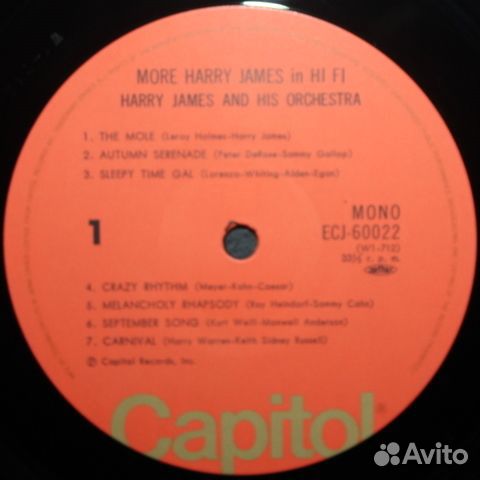 MORE HARRY JAMES in HI FI
HARRY JAMES AND HIS ORCHESTRA
1. THE MOLE (Leroy Holmes-Harry James)
2. AUTUMN SERENADE (Peter DeRose-Sammy Gallop)
3. SLEEPY TIME GAL (Lorenzo-Whiting-Alden-Egan)
1
MONO
ECJ-60022
(W1-712)
33⅓ r. p. m.
4. CRAZY RHYTHM (Meyer-Kahn-Caesar)
5. MELANCHOLY RHAPSODY (Ray Heindorf-Sammy Cahn)
6. SEPTEMBER SONG (Kurt Weill-Maxwell Anderson)
7. CARNIVAL (Harry Warren-Keith Sidney Russell)
Ⓟ Capitol Records, Inc.
Capitol®
Avito